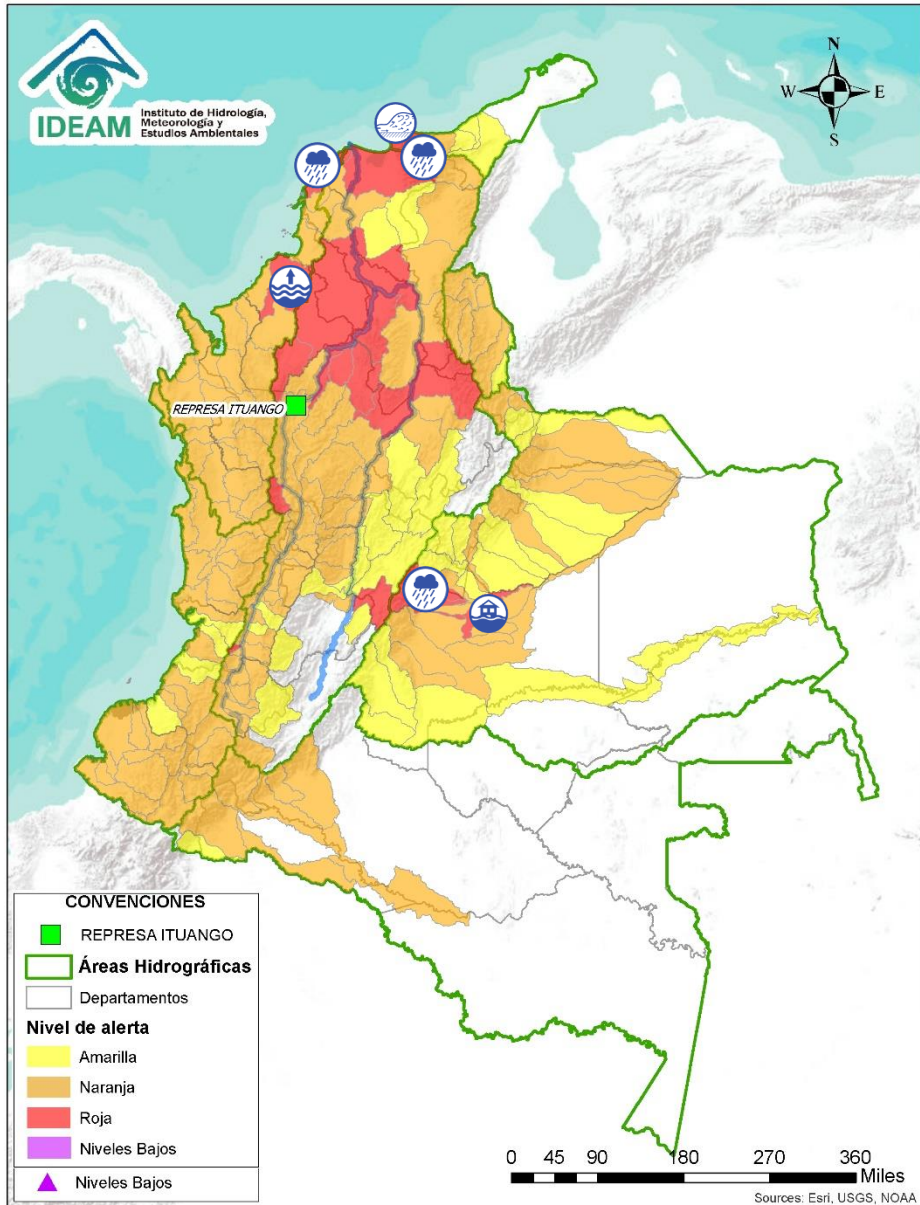 IDEAM
Instituto de Hidrología,
Meteorología y
Estudios Ambientales
N
W
E
S
REPRESA ITUANGO
CONVENCIONES
REPRESA ITUANGO
Áreas Hidrográficas
Departamentos
Nivel de alerta
Amarilla
Naranja
Roja
Niveles Bajos
Niveles Bajos
0 45 90 180 270 360
Miles
Sources: Esri, USGS, NOAA